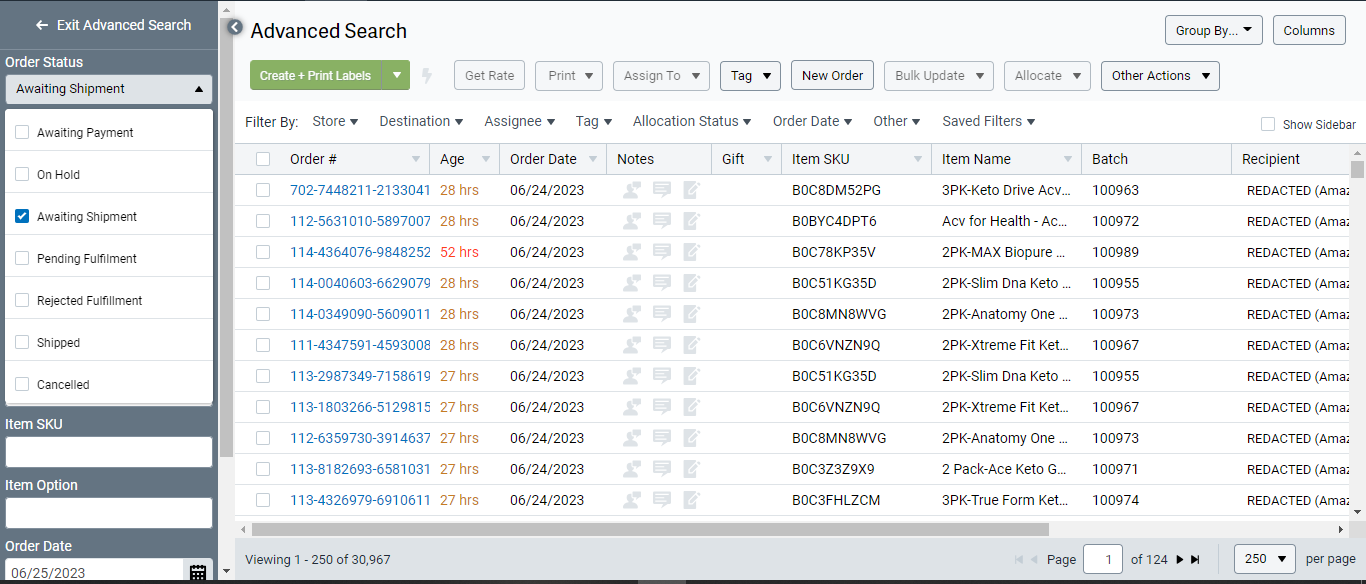 Exit Advanced Search
Order Status
Awaiting Shipment
Awaiting Payment
On Hold
Awaiting Shipment
Pending Fulfilment
Rejected Fulfillment
Shipped
Cancelled
Item SKU
Item Option
Order Date
06/25/2023
Advanced Search
Group By... Columns
Create + Print Labels Get Rate Print Assign To Tag New Order Bulk Update Allocate Other Actions
Filter By: Store Destination Assignee Tag Allocation Status Order Date Other Saved Filters Show Sidebar
Order # Age Order Date Notes Gift Item SKU Item Name Batch Recipient
702-7448211-2133041 28 hrs 06/24/2023 B0C8DM52PG 3PK-Keto Drive Acv... 100963 REDACTED (Amaz
112-5631010-5897007 28 hrs 06/24/2023 B0BYC4DPT6 Acv for Health - Ac... 100972 REDACTED (Amaz
114-4364076-9848252 52 hrs 06/24/2023 B0C78KP35V 2PK-MAX Biopure ... 100989 REDACTED (Amaz
114-0040603-6629079 28 hrs 06/24/2023 B0C51KG35D 2PK-Slim Dna Keto ... 100955 REDACTED (Amaz
114-0349090-5609011 28 hrs 06/24/2023 B0C8MN8WVG 2PK-Anatomy One ... 100973 REDACTED (Amaz
111-4347591-4593008 28 hrs 06/24/2023 B0C6VNZN9Q 2PK-Xtreme Fit Ket... 100967 REDACTED (Amaz
113-2987349-7158619 27 hrs 06/24/2023 B0C51KG35D 2PK-Slim Dna Keto ... 100955 REDACTED (Amaz
113-1803266-5129815 27 hrs 06/24/2023 B0C6VNZN9Q 2PK-Xtreme Fit Ket... 100967 REDACTED (Amaz
112-6359730-3914637 27 hrs 06/24/2023 B0C8MN8WVG 2PK-Anatomy One ... 100973 REDACTED (Amaz
113-8182693-6581031 27 hrs 06/24/2023 B0C3Z3Z9X9 2 Pack-Ace Keto G... 100971 REDACTED (Amaz
113-4326979-6910611 27 hrs 06/24/2023 B0C3FHLZCM 3PK-True Form Ket... 100974 REDACTED (Amaz
Viewing 1 - 250 of 30,967 Page 1 of 124 250 per page